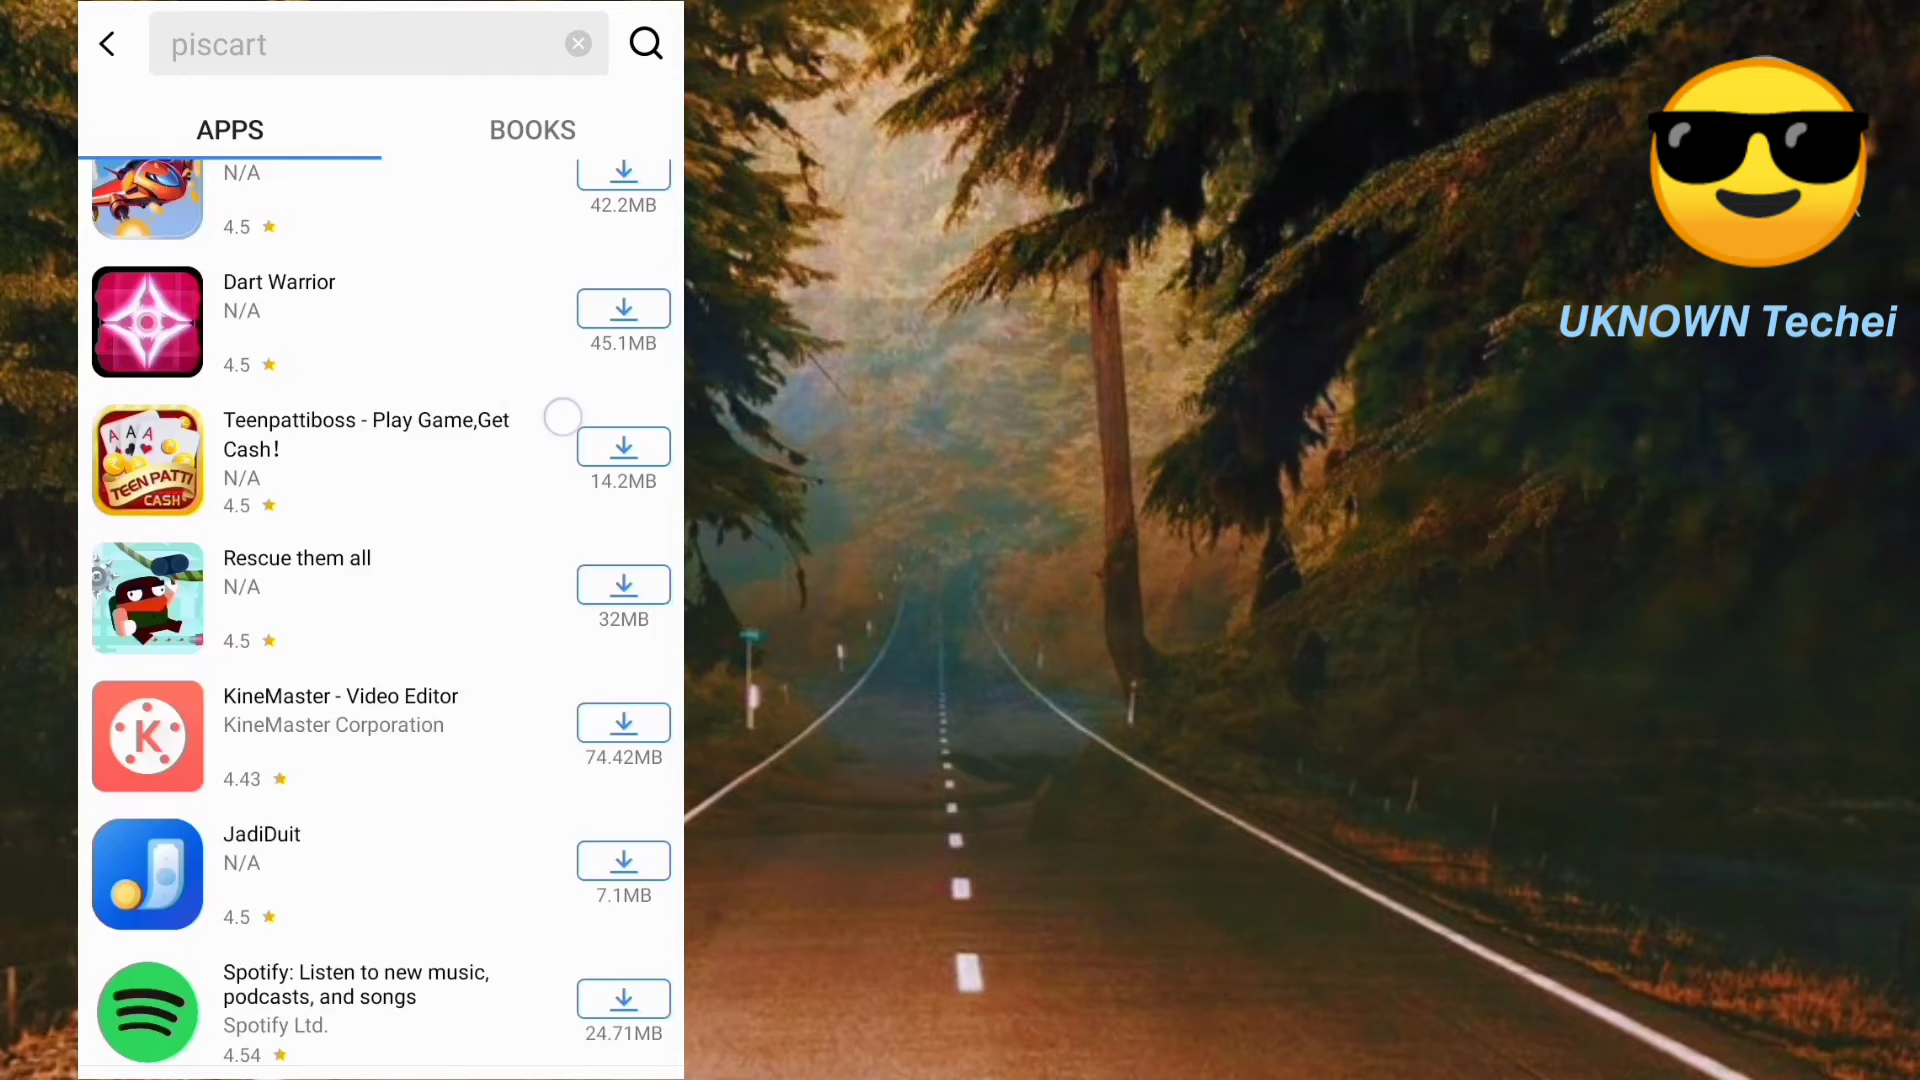 piscart
APPS
BOOKS
N/A
42.2MB
4.5
Dart Warrior
N/A
45.1MB
4.5
Teenpattiboss - Play Game,Get
Cash!
N/A
14.2MB
4.5
A A A
TEEN PATTI
CASH
Rescue them all
N/A
32MB
4.5
KineMaster - Video Editor
KineMaster Corporation
K
74.42MB
4.43
JadiDuit
N/A
7.1MB
4.5
Spotify: Listen to new music,
podcasts, and songs
Spotify Ltd.
24.71MB
4.54
UKNOWN Techei